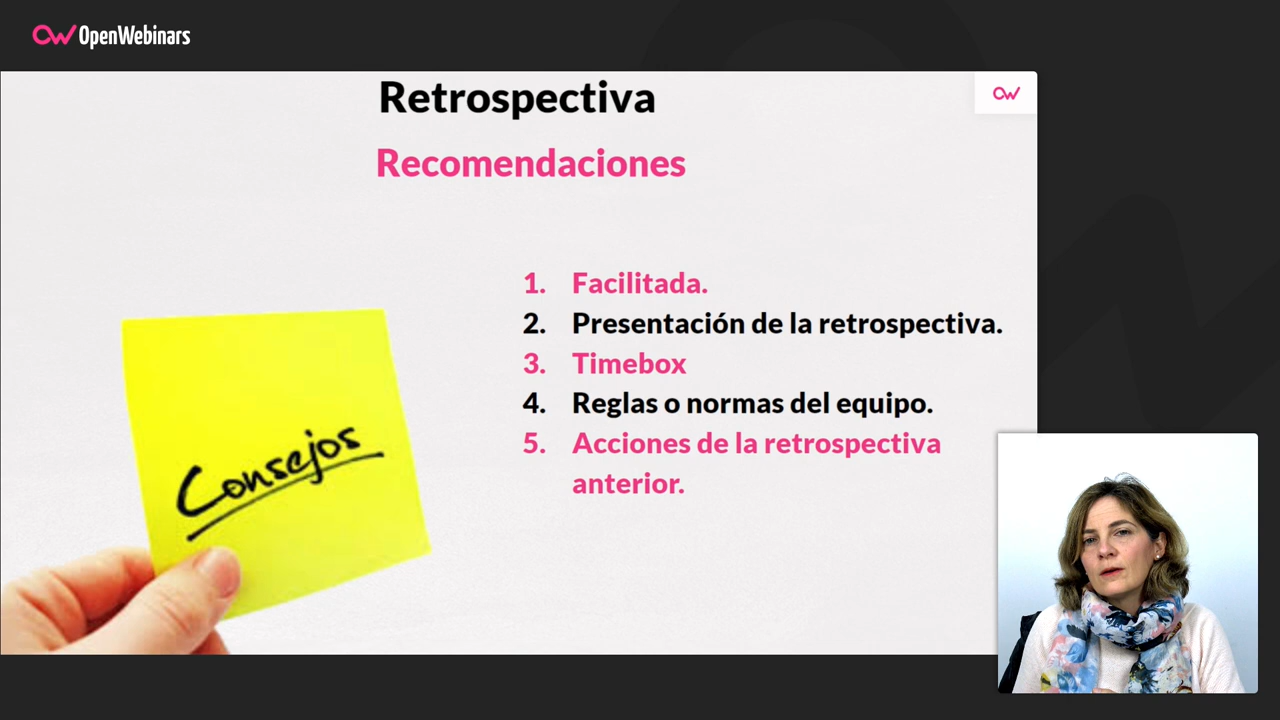 OW OpenWebinars
Retrospectiva
OW
Recomendaciones
1. Facilitada.
2. Presentación de la retrospectiva.
3. Timebox
4. Reglas o normas del equipo.
5. Acciones de la retrospectiva
anterior.
Consejos